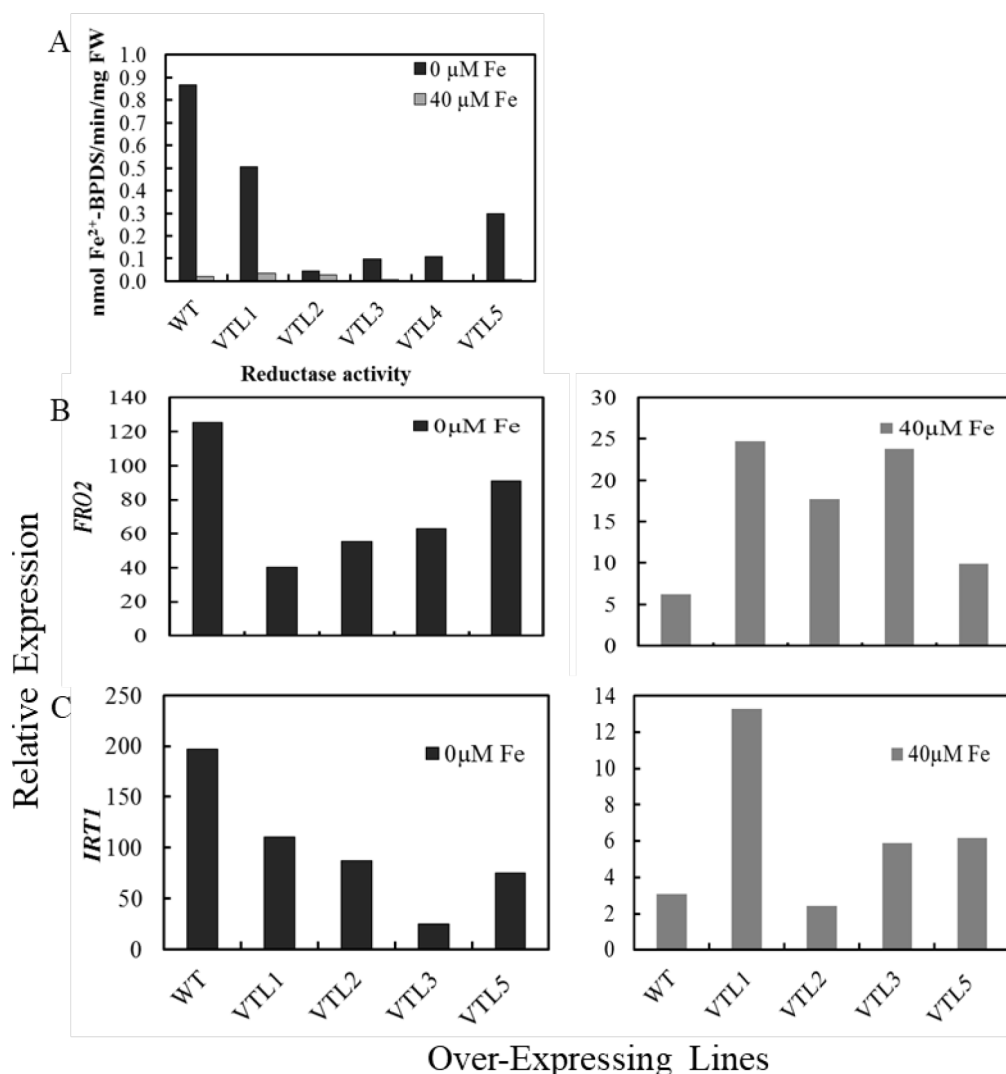 A
nmol Fe²⁺-BPDS/min/mg FW
1.0
0.9
0.8
0.7
0.6
0.5
0.4
0.3
0.2
0.1
0.0
0 µM Fe
40 µM Fe
WT
VTL1
VTL2
VTL3
VTL4
VTL5
Reductase activity
Relative Expression
B
FRO2
140
120
100
80
60
40
20
0
0µM Fe
30
25
20
15
10
5
0
40µM Fe
C
IRT1
250
200
150
100
50
0
0µM Fe
WT
VTL1
VTL2
VTL3
VTL5
14
12
10
8
6
4
2
0
40µM Fe
WT
VTL1
VTL2
VTL3
VTL5
Over-Expressing Lines